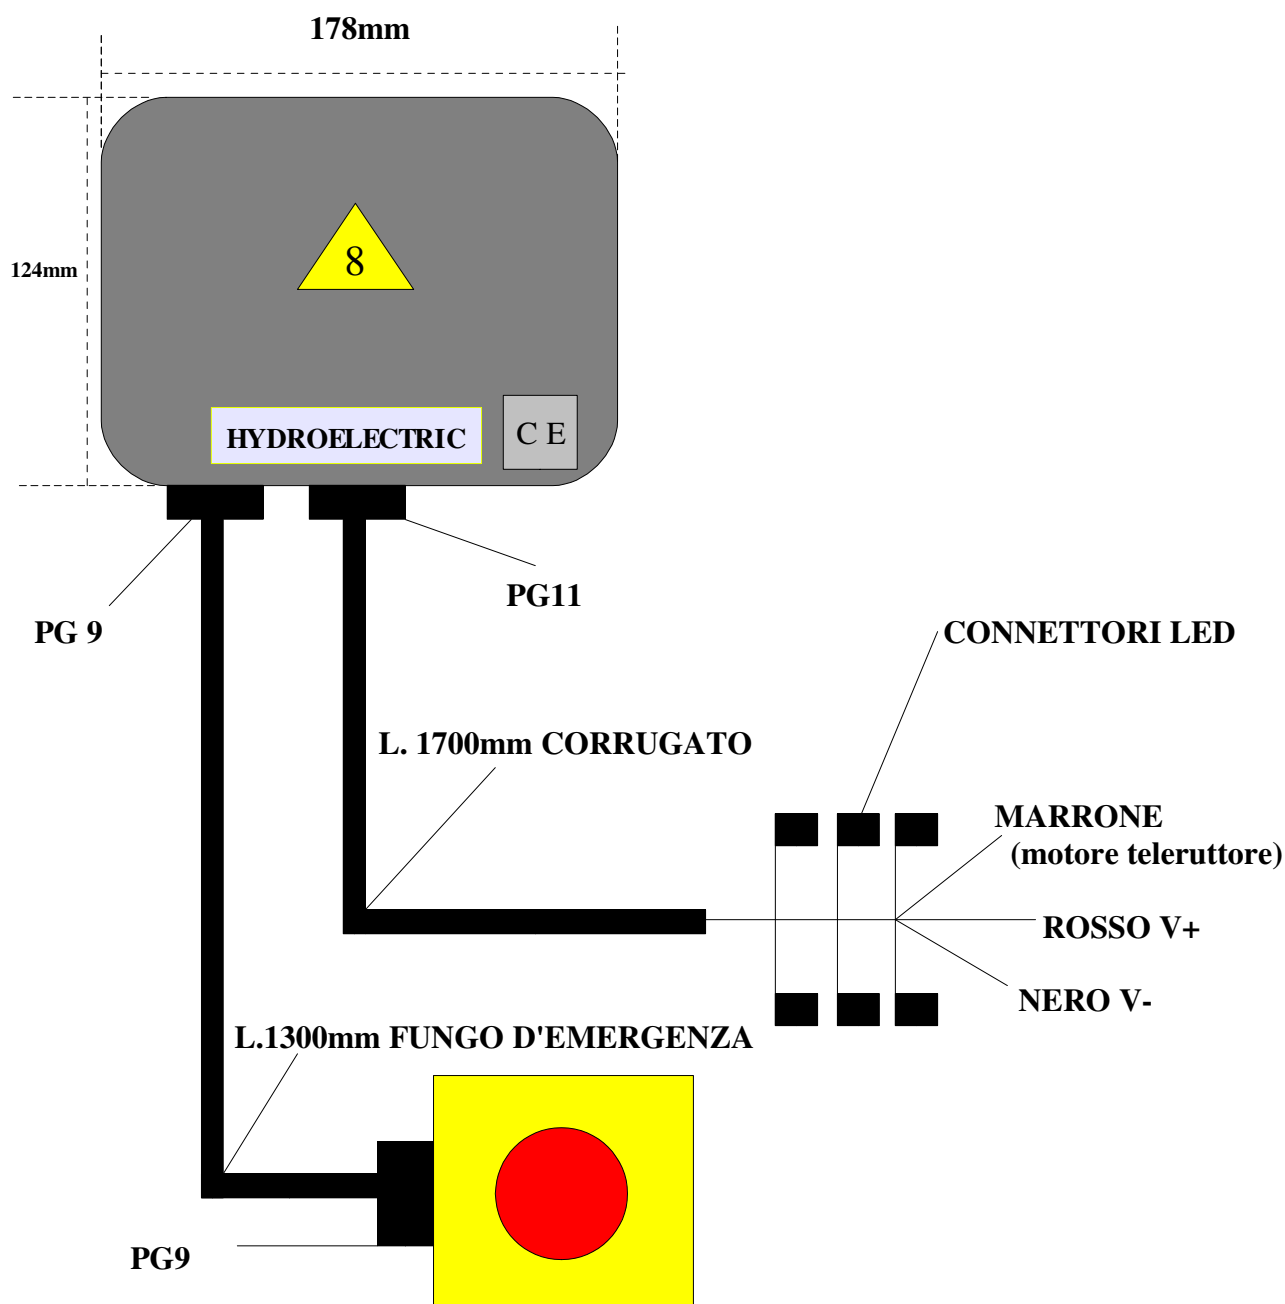 178mm
124mm
8
HYDROELECTRIC
C E
PG 9
PG11
CONNETTORI LED
L. 1700mm CORRUGATO
MARRONE
(motore teleruttore)
ROSSO V+
NERO V-
L.1300mm FUNGO D'EMERGENZA
PG9